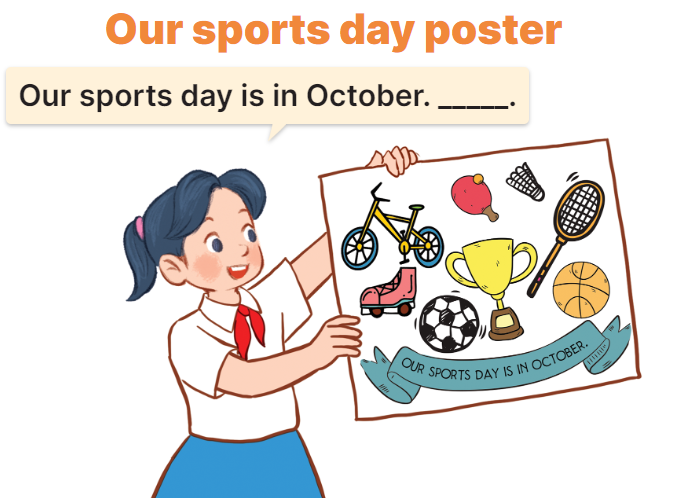 Our sports day poster
Our sports day is in October. _____.
OUR SPORTS DAY IS IN OCTOBER.